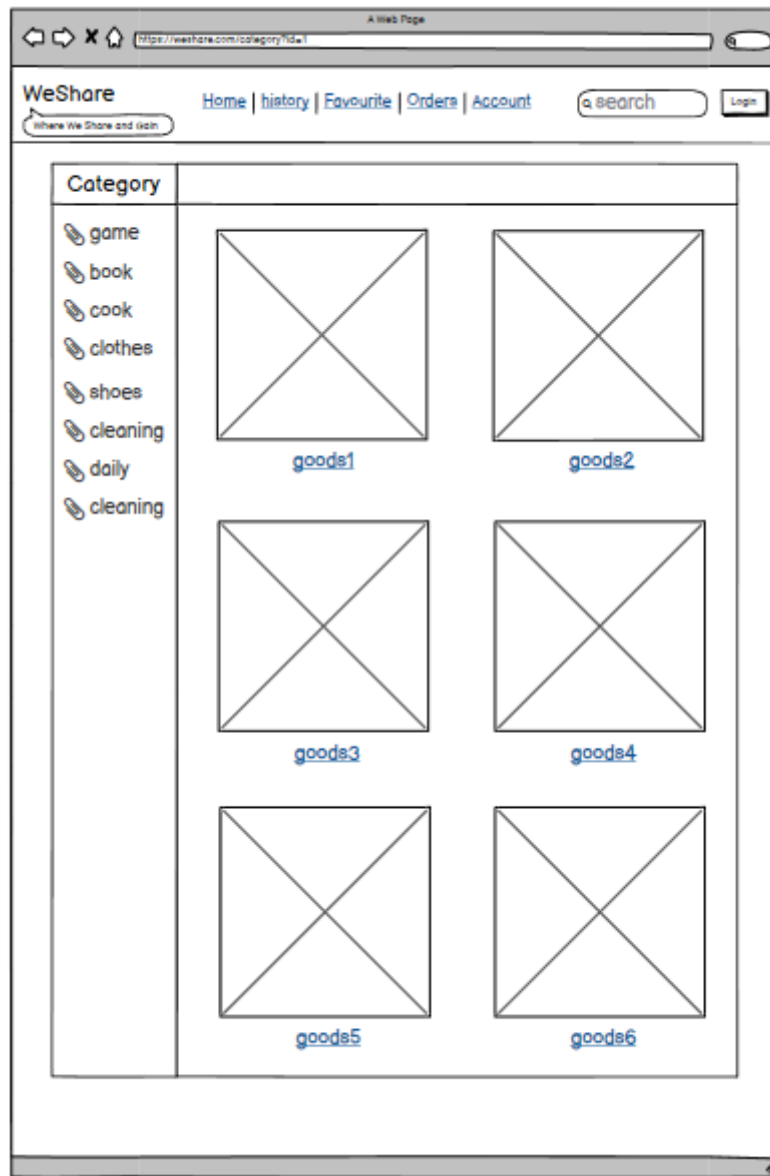 A Web Page
https://weshare.com/category?id=1
WeShare
Where We Share and Gain
Home | history | Favourite | Orders | Account
search
Login
Category
game
book
cook
clothes
shoes
cleaning
daily
cleaning
goods1 goods2
goods3 goods4
goods5 goods6